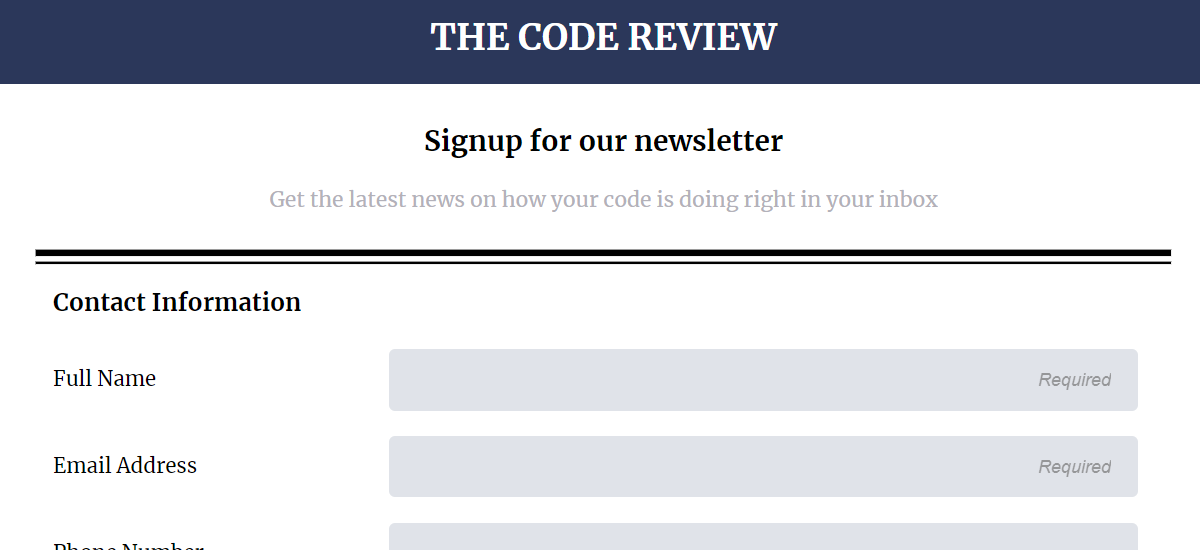 THE CODE REVIEW
Signup for our newsletter
Get the latest news on how your code is doing right in your inbox
Contact Information
Full Name
Required
Email Address
Required
Phone Number